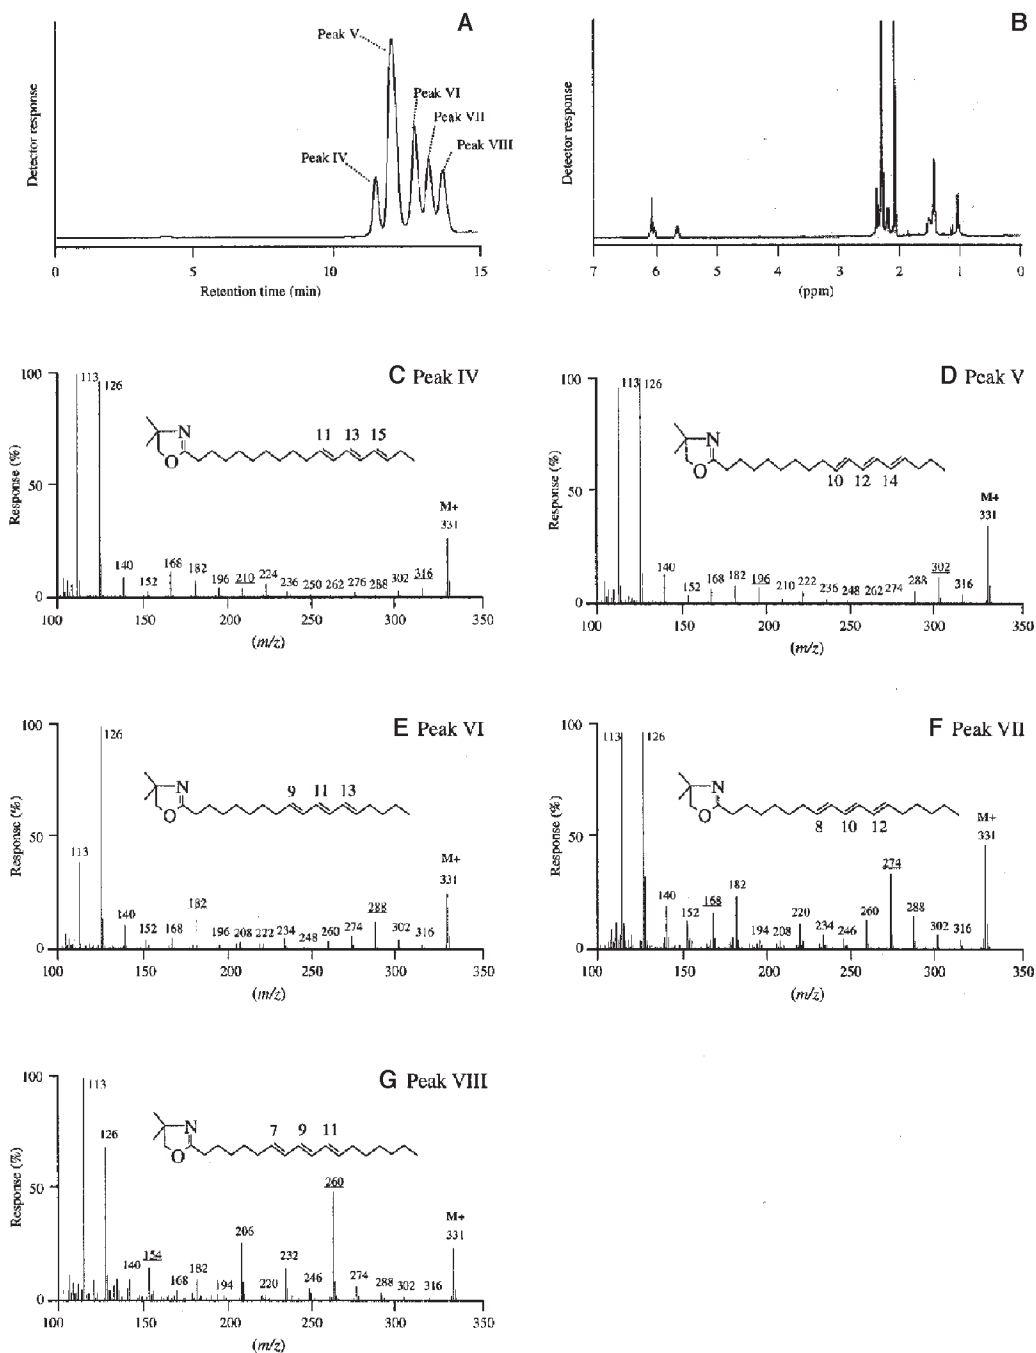 A
Peak V
Peak VI
Peak VII
Peak VIII
Peak IV
Detector response
0 5 10 15
Retention time (min)
B
Detector response
7 6 5 4 3 2 1 0
(ppm)
C Peak IV
100
50
0
Response (%)
113
126
N
O
11 13 15
M+
331
140 152 168 182 196 210 224 236 250 262 276 288 302 316
100 150 200 250 300 350
(m/z)
D Peak V
100
50
0
Response (%)
113
126
N
O
10 12 14
M+
331
140 152 168 182 196 210 222 236 248 262 274 288 302 316
100 150 200 250 300 350
(m/z)
E Peak VI
100
50
0
Response (%)
126
113
N
O
9 11 13
M+
331
140 152 168 182 196 208 222 234 248 260 274 288 302 316
100 150 200 250 300 350
(m/z)
F Peak VII
100
50
0
Response (%)
113
126
N
O
8 10 12
M+
331
140 152 168 182 194 208 220 234 246 260 274 288 302 316
100 150 200 250 300 350
(m/z)
G Peak VIII
100
50
0
Response (%)
113
126
N
O
7 9 11
M+
331
140 154 168 182 194 206 220 232 246 260 274 288 302 316
100 150 200 250 300 350
(m/z)